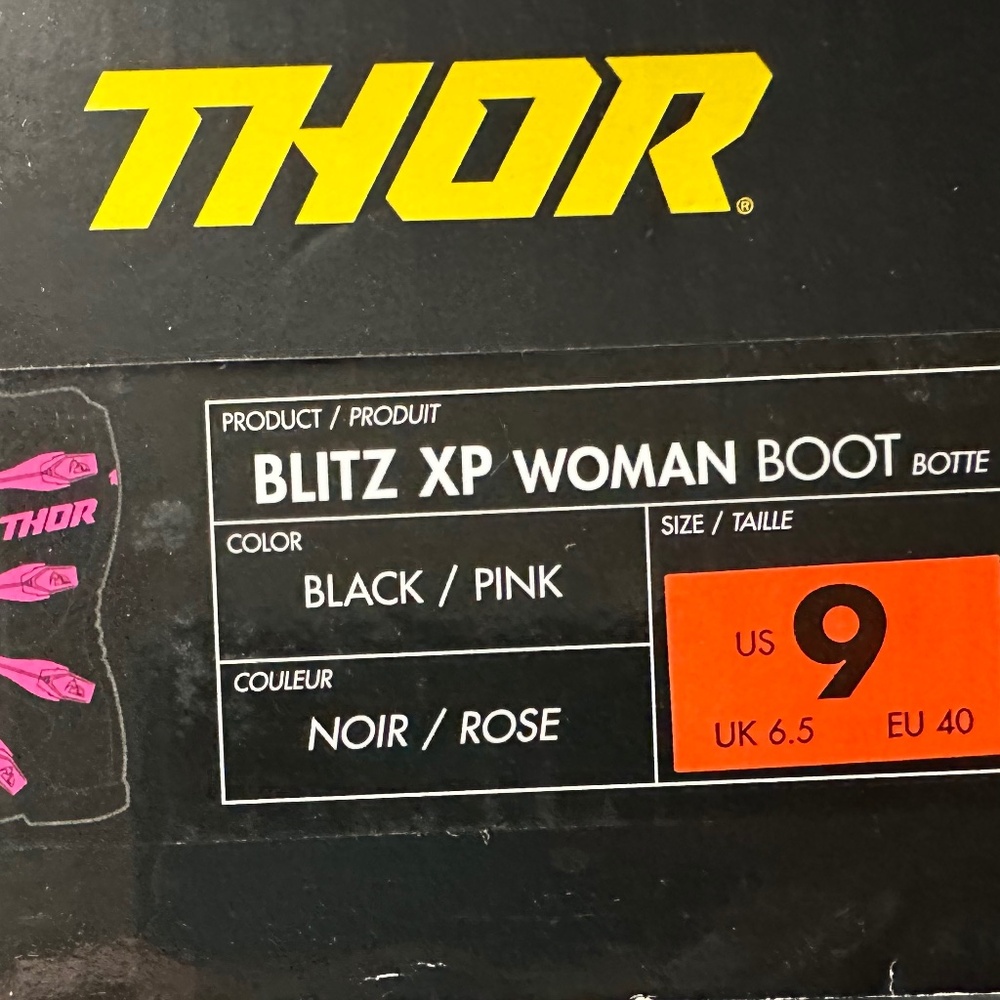 THOR®
THOR
PRODUCT / PRODUIT
BLITZ XP WOMAN BOOT BOTTE
COLOR
BLACK / PINK
COULEUR
NOIR / ROSE
SIZE / TAILLE
US 9
UK 6.5 EU 40